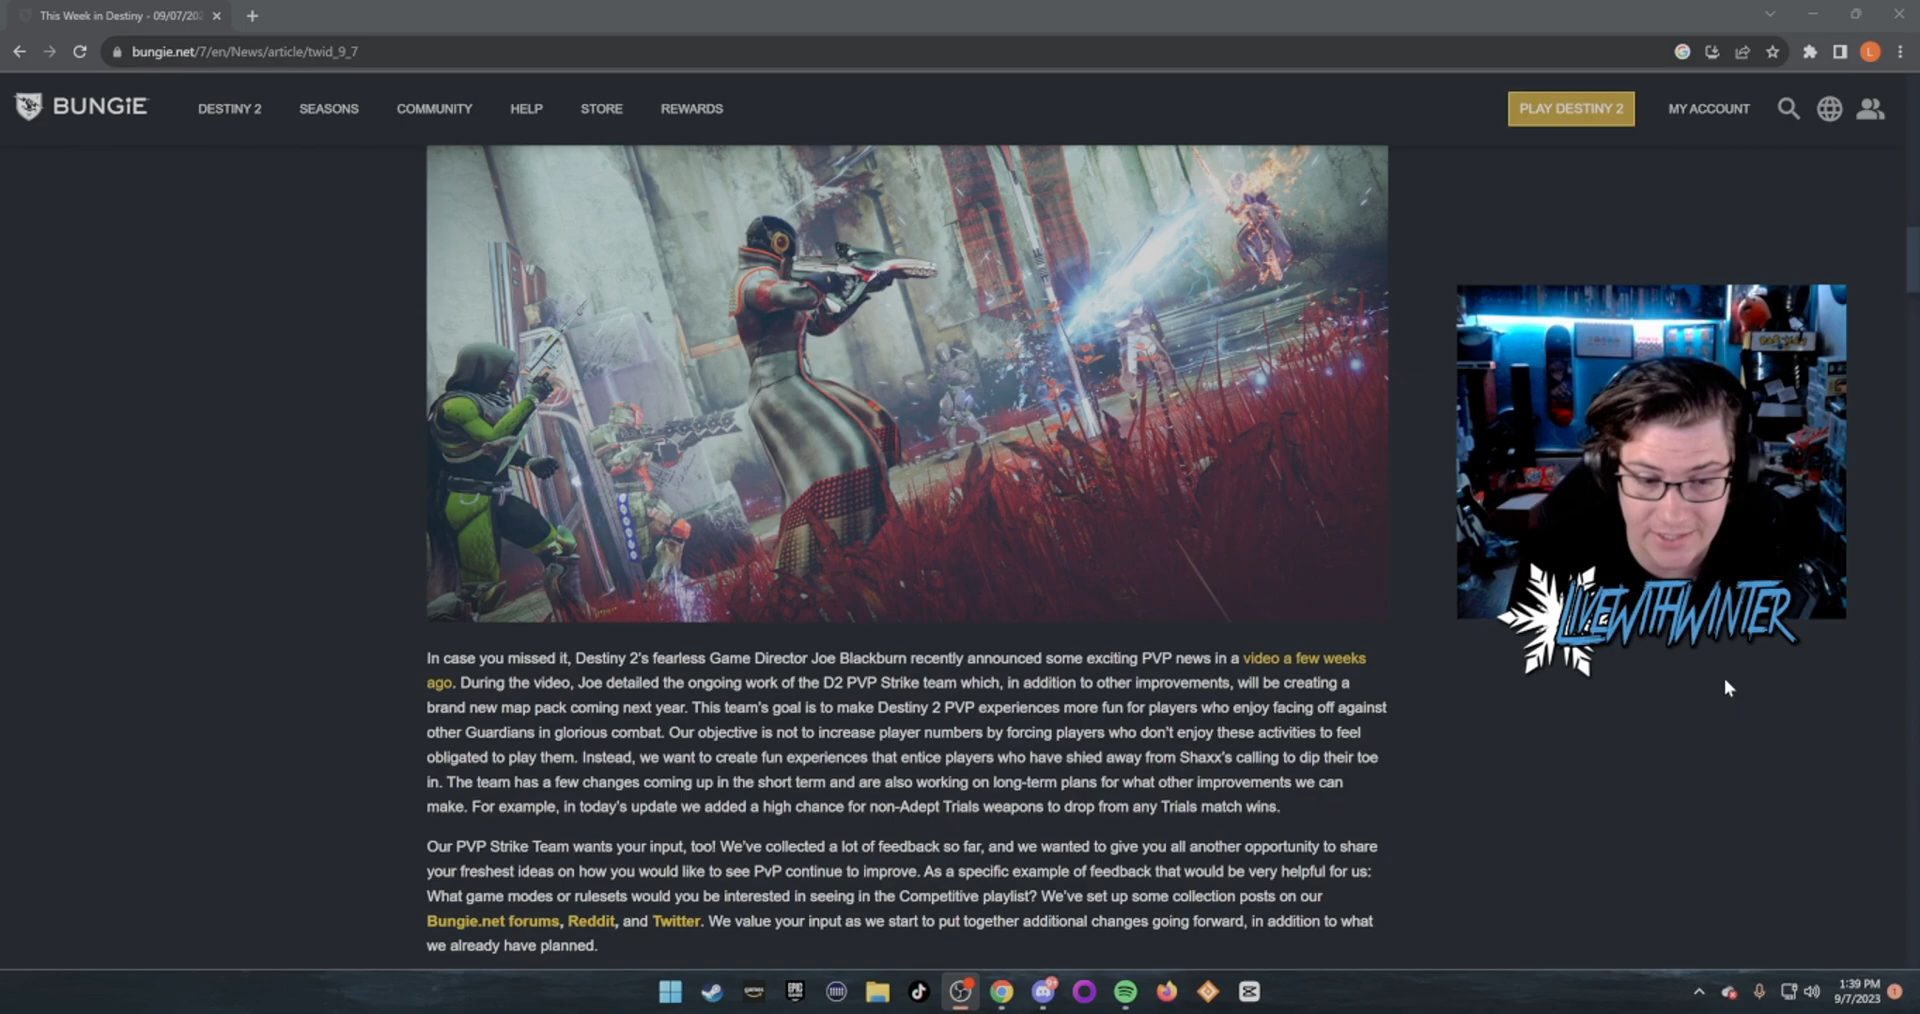 This Week in Destiny - 09/07/202
bungie.net/7/en/News/article/twid_9_7
BUNGiE
DESTINY 2
SEASONS
COMMUNITY
HELP
STORE
REWARDS
PLAY DESTINY 2
MY ACCOUNT
L
LIVEWITHWINTER
In case you missed it, Destiny 2's fearless Game Director Joe Blackburn recently announced some exciting PVP news in a video a few weeks
ago. During the video, Joe detailed the ongoing work of the D2 PVP Strike team which, in addition to other improvements, will be creating a
brand new map pack coming next year. This team's goal is to make Destiny 2 PVP experiences more fun for players who enjoy facing off against
other Guardians in glorious combat. Our objective is not to increase player numbers by forcing players who don't enjoy these activities to feel
obligated to play them. Instead, we want to create fun experiences that entice players who have shied away from Shaxx's calling to dip their toe
in. The team has a few changes coming up in the short term and are also working on long-term plans for what other improvements we can
make. For example, in today's update we added a high chance for non-Adept Trials weapons to drop from any Trials match wins.
Our PVP Strike Team wants your input, too! We've collected a lot of feedback so far, and we wanted to give you all another opportunity to share
your freshest ideas on how you would like to see PvP continue to improve. As a specific example of feedback that would be very helpful for us:
What game modes or rulesets would you be interested in seeing in the Competitive playlist? We've set up some collection posts on our
Bungie.net forums, Reddit, and Twitter. We value your input as we start to put together additional changes going forward, in addition to what
we already have planned.
games
EPIC
1:39 PM
9/7/2023
1